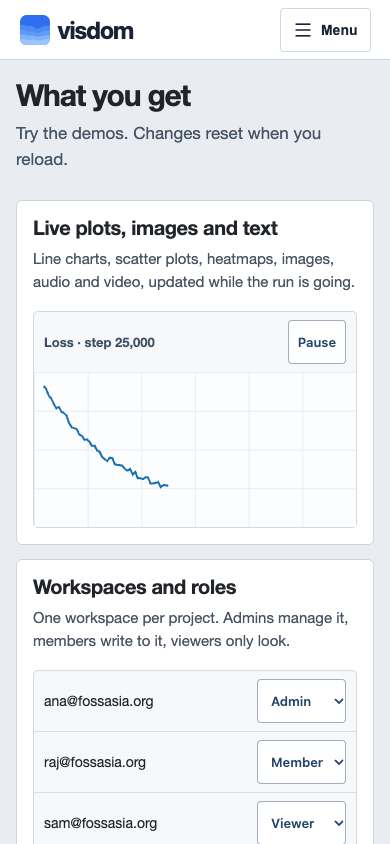 visdom
Menu
What you get
Try the demos. Changes reset when you
reload.
Live plots, images and text
Line charts, scatter plots, heatmaps, images,
audio and video, updated while the run is going.
Loss · step 25,000
Pause
Workspaces and roles
One workspace per project. Admins manage it,
members write to it, viewers only look.
ana@fossasia.org
Admin
raj@fossasia.org
Member
sam@fossasia.org
Viewer